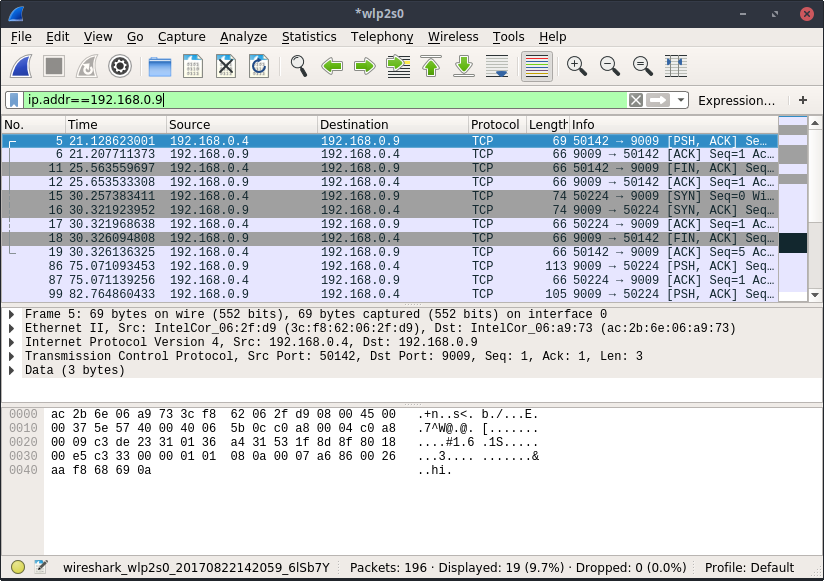 *wlp2s0
File Edit View Go Capture Analyze Statistics Telephony Wireless Tools Help
ip.addr==192.168.0.9 Expression... +
No. Time Source Destination Protocol Length Info
5 21.128623001 192.168.0.4 192.168.0.9 TCP 69 50142 → 9009 [PSH, ACK] Se…
6 21.207711373 192.168.0.9 192.168.0.4 TCP 66 9009 → 50142 [ACK] Seq=1 Ac…
11 25.563559697 192.168.0.4 192.168.0.9 TCP 66 50142 → 9009 [FIN, ACK] Seq…
12 25.653533308 192.168.0.9 192.168.0.4 TCP 66 9009 → 50142 [ACK] Seq=1 Ac…
15 30.257383411 192.168.0.4 192.168.0.9 TCP 74 50224 → 9009 [SYN] Seq=0 Wi…
16 30.321923952 192.168.0.9 192.168.0.4 TCP 74 9009 → 50224 [SYN, ACK] Seq…
17 30.321968638 192.168.0.4 192.168.0.9 TCP 66 50224 → 9009 [ACK] Seq=1 Ac…
18 30.326094808 192.168.0.9 192.168.0.4 TCP 66 9009 → 50142 [FIN, ACK] Seq…
19 30.326136325 192.168.0.4 192.168.0.9 TCP 66 50142 → 9009 [ACK] Seq=5 Ac…
86 75.071093453 192.168.0.9 192.168.0.4 TCP 113 9009 → 50224 [PSH, ACK] Seq…
87 75.071139256 192.168.0.4 192.168.0.9 TCP 66 50224 → 9009 [ACK] Seq=1 Ac…
99 82.764860433 192.168.0.9 192.168.0.4 TCP 105 9009 → 50224 [PSH, ACK] Seq…
Frame 5: 69 bytes on wire (552 bits), 69 bytes captured (552 bits) on interface 0
Ethernet II, Src: IntelCor_06:2f:d9 (3c:f8:62:06:2f:d9), Dst: IntelCor_06:a9:73 (ac:2b:6e:06:a9:73)
Internet Protocol Version 4, Src: 192.168.0.4, Dst: 192.168.0.9
Transmission Control Protocol, Src Port: 50142, Dst Port: 9009, Seq: 1, Ack: 1, Len: 3
Data (3 bytes)
0000 ac 2b 6e 06 a9 73 3c f8 62 06 2f d9 08 00 45 00 .+n..s<. b./...E.
0010 00 37 5e 57 40 00 40 06 5b 0c c0 a8 00 04 c0 a8 .7^W@.@. [.......
0020 00 09 c3 de 23 31 01 36 a4 31 53 1f 8d 8f 80 18 ....#1.6 .1S.....
0030 00 e5 c3 33 00 00 01 01 08 0a 00 07 a6 86 00 26 ...3.... .......&
0040 aa f8 68 69 0a ..hi.
wireshark_wlp2s0_20170822142059_6lSb7Y Packets: 196 · Displayed: 19 (9.7%) · Dropped: 0 (0.0%) Profile: Default